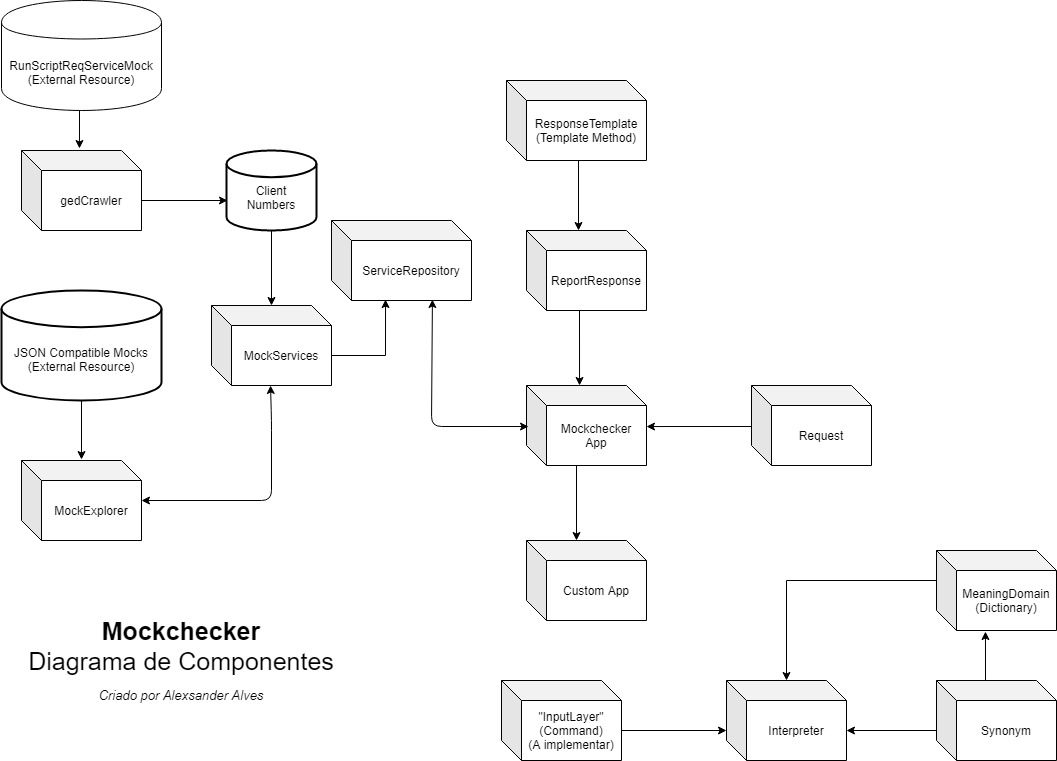 RunScriptReqServiceMock
(External Resource)
ResponseTemplate
(Template Method)
gedCrawler
Client
Numbers
ServiceRepository
ReportResponse
JSON Compatible Mocks
(External Resource)
MockServices
Mockchecker
App
Request
MockExplorer
Custom App
MeaningDomain
(Dictionary)
Mockchecker
Diagrama de Componentes
Criado por Alexsander Alves
"InputLayer"
(Command)
(A implementar)
Interpreter
Synonym